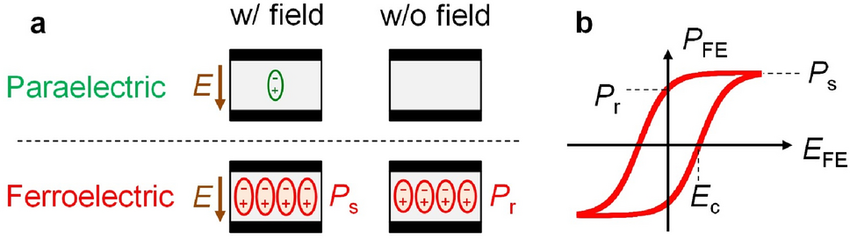 a
w/ field
w/o field
Paraelectric
E
−
+
Ferroelectric
E
− − − −
+ + + +
Ps
− − − −
+ + + +
Pr
b
PFE
Ps
Pr
EFE
Ec